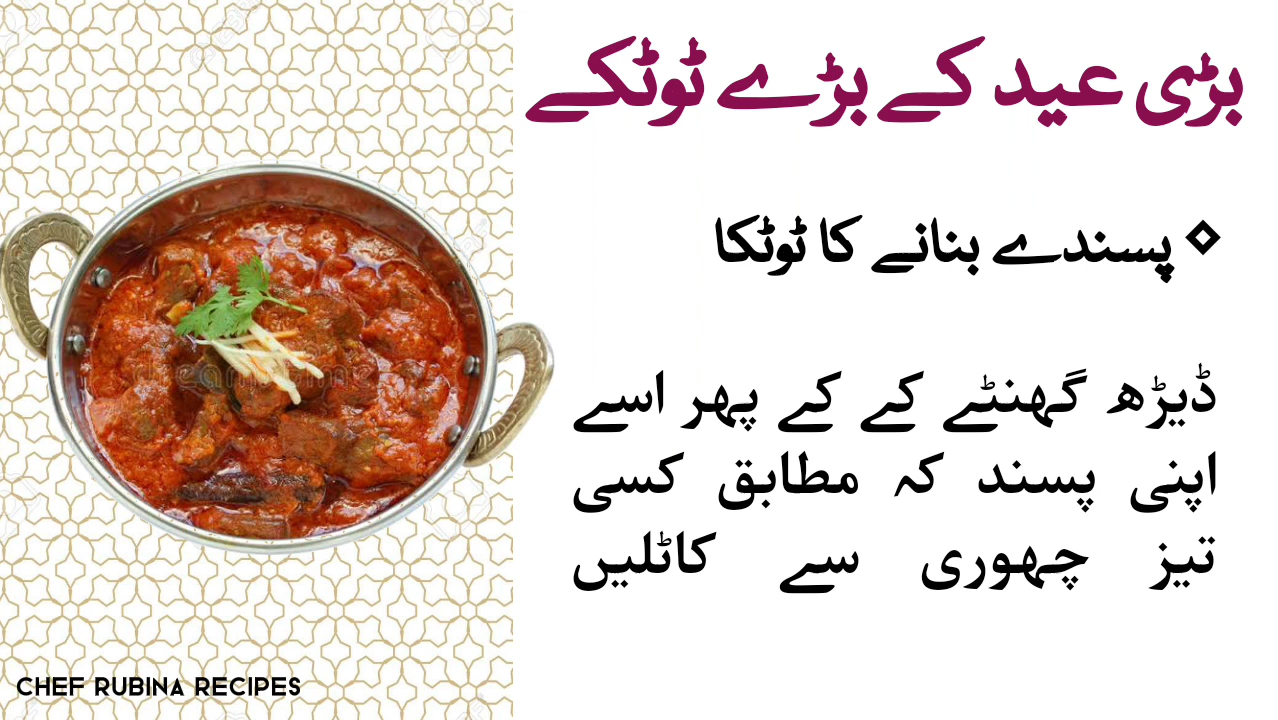 بڑی عید کے بڑے ٹوٹکے
❖ پسندے بنانے کا ٹوٹکا
ڈیڑھ گھنٹے کے کے پھر اسے
اپنی پسند کہ مطابق کسی
تیز چھوری سے کاٹلیں
CHEF RUBINA RECIPES